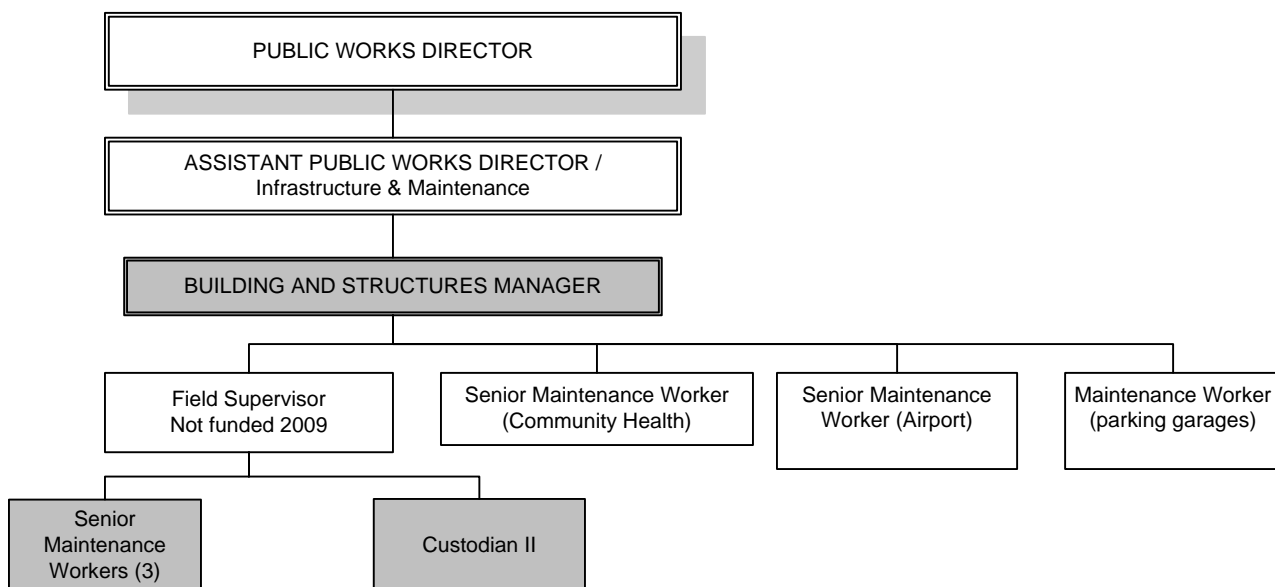 PUBLIC WORKS DIRECTOR
ASSISTANT PUBLIC WORKS DIRECTOR /
Infrastructure & Maintenance
BUILDING AND STRUCTURES MANAGER
Field Supervisor
Not funded 2009
Senior Maintenance Worker
(Community Health)
Senior Maintenance
Worker (Airport)
Maintenance Worker
(parking garages)
Senior
Maintenance
Workers (3)
Custodian II